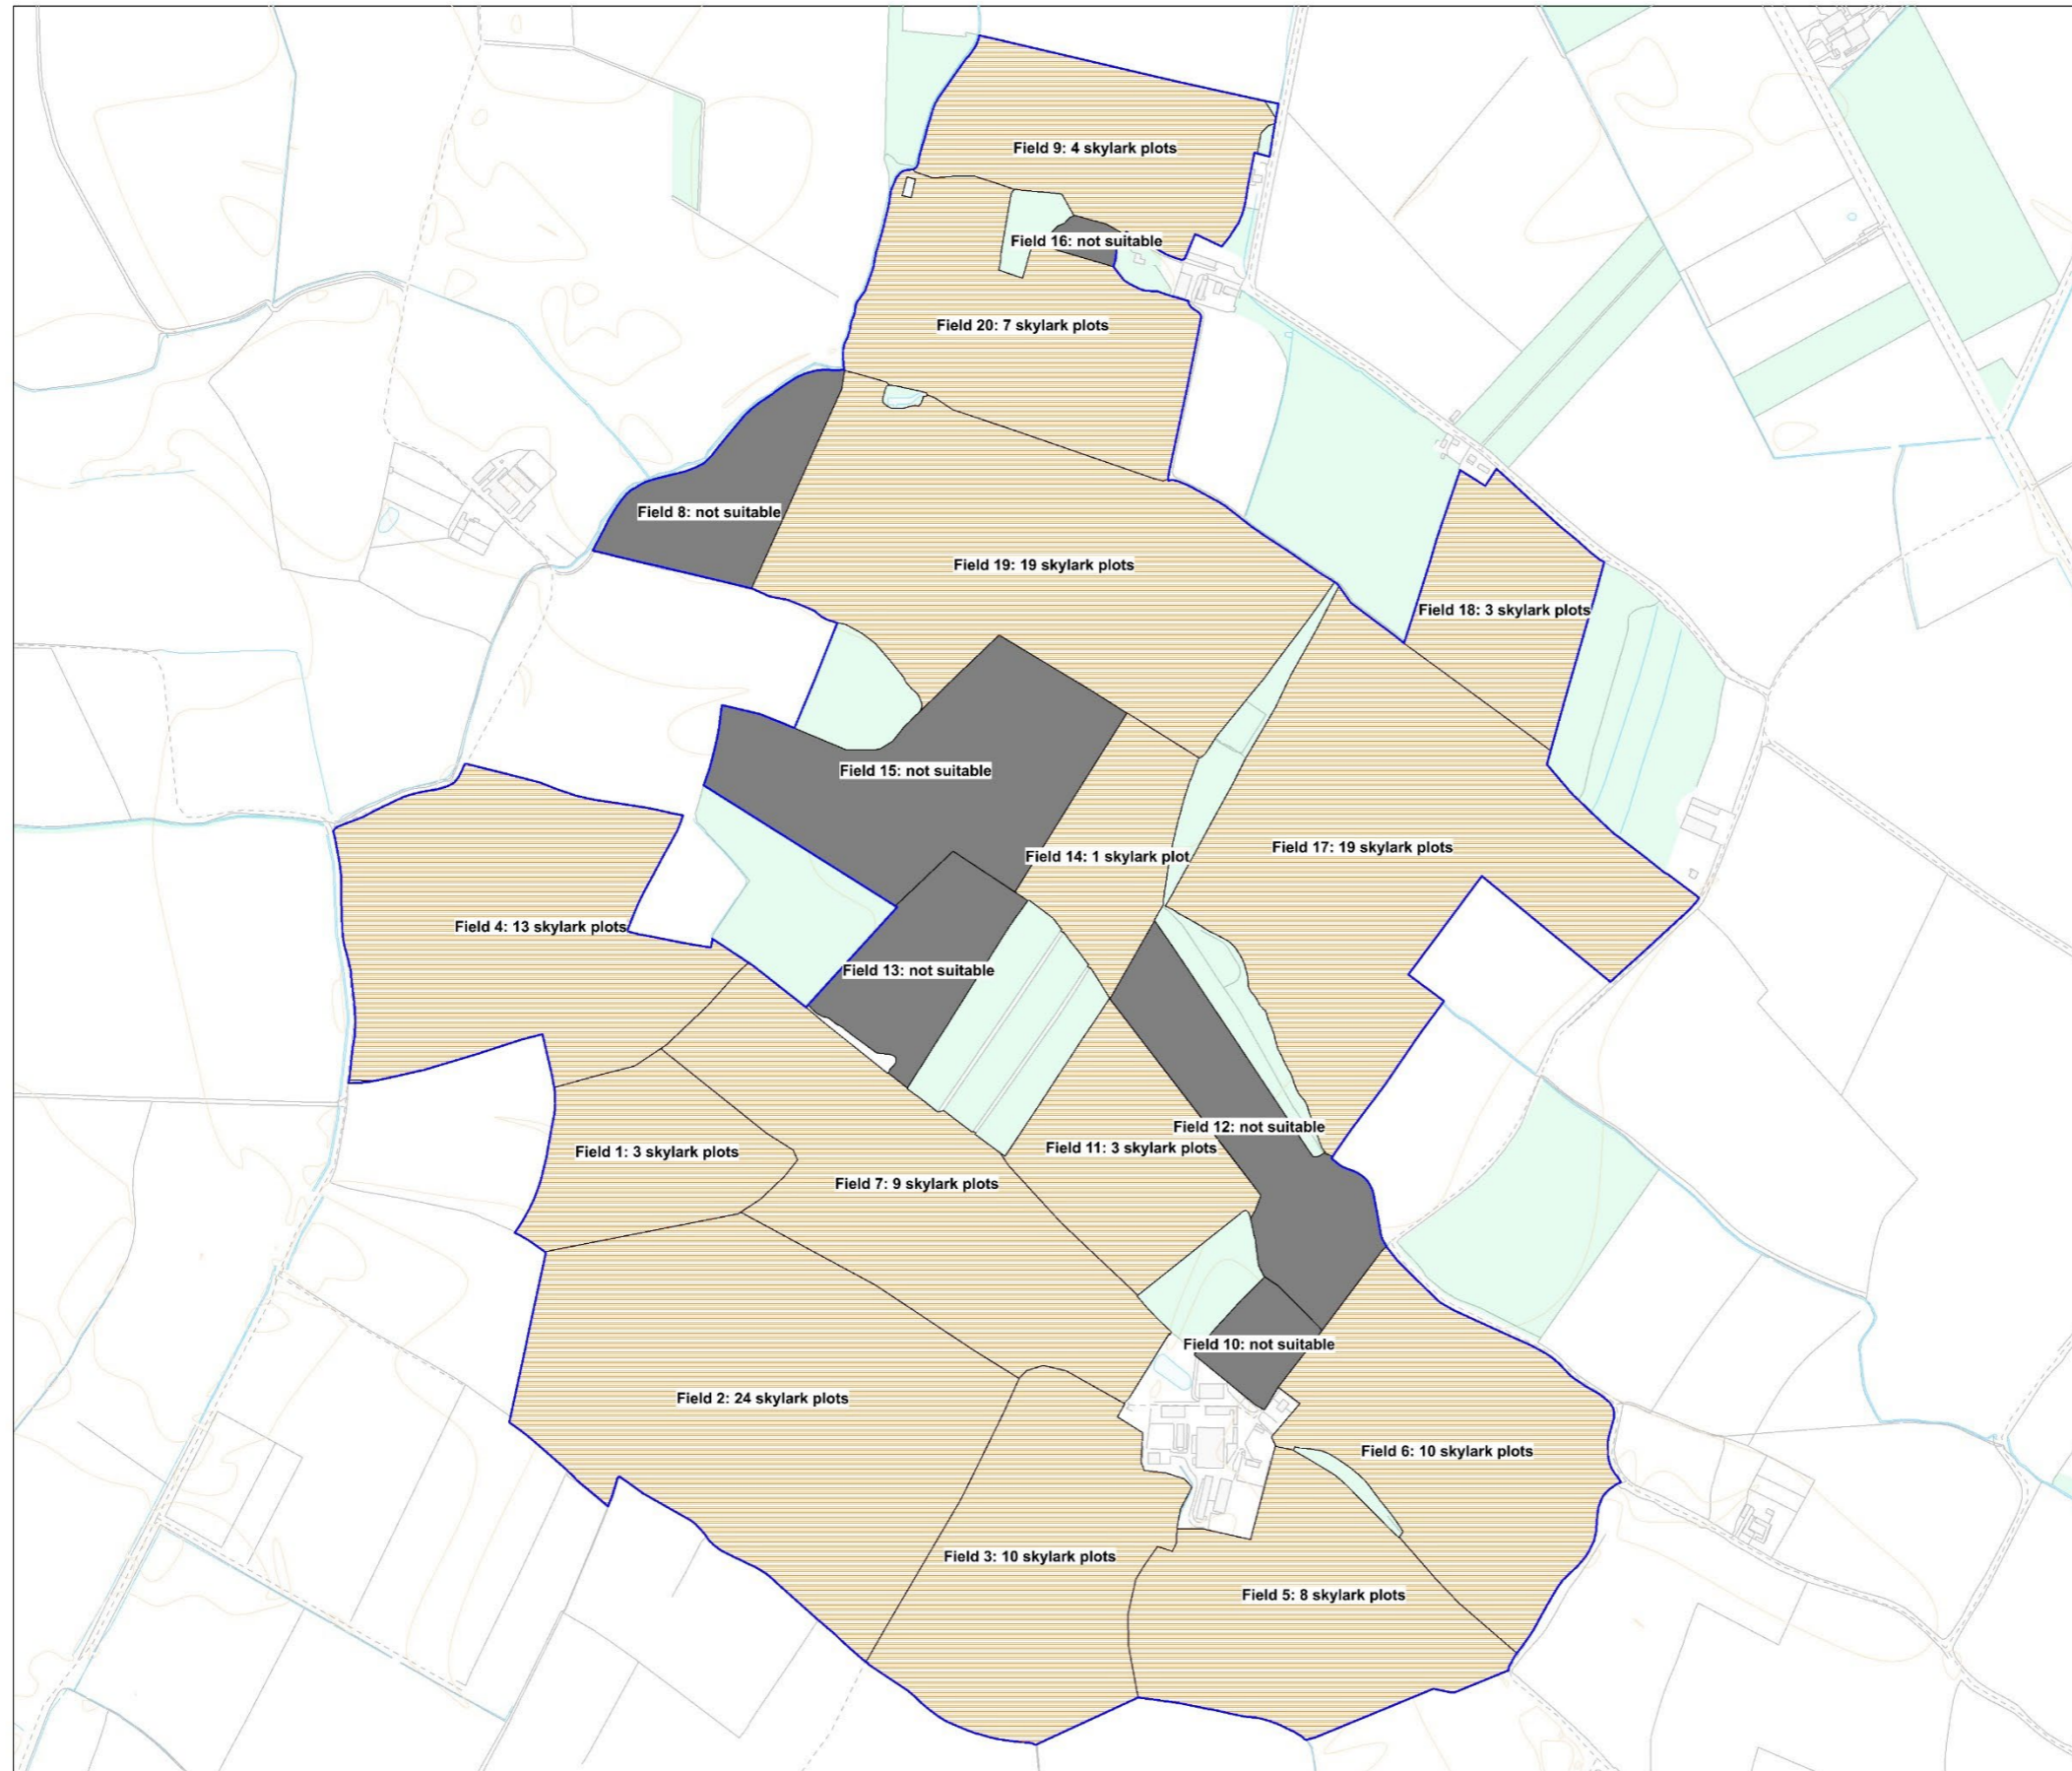 Field 9: 4 skylark plots
Field 16: not suitable
Field 20: 7 skylark plots
Field 8: not suitable
Field 19: 19 skylark plots
Field 18: 3 skylark plots
Field 15: not suitable
Field 17: 19 skylark plots
Field 14: 1 skylark plot
Field 4: 13 skylark plots
Field 13: not suitable
Field 12: not suitable
Field 11: 3 skylark plots
Field 1: 3 skylark plots
Field 7: 9 skylark plots
Field 10: not suitable
Field 2: 24 skylark plots
Field 6: 10 skylark plots
Field 3: 10 skylark plots
Field 5: 8 skylark plots